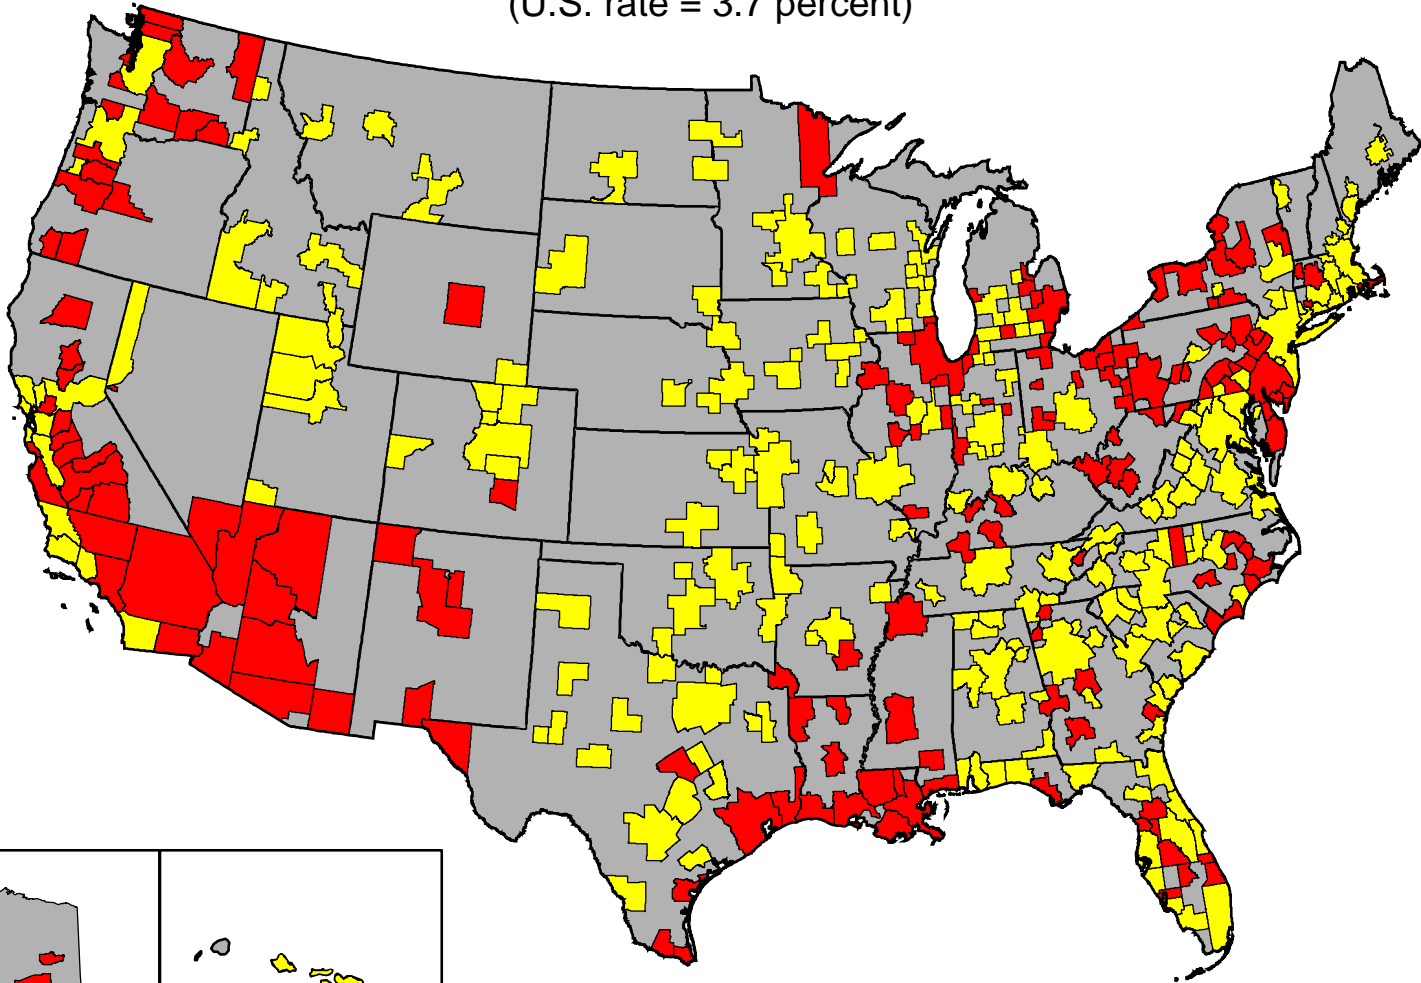 (U.S. rate = 3.7 percent)